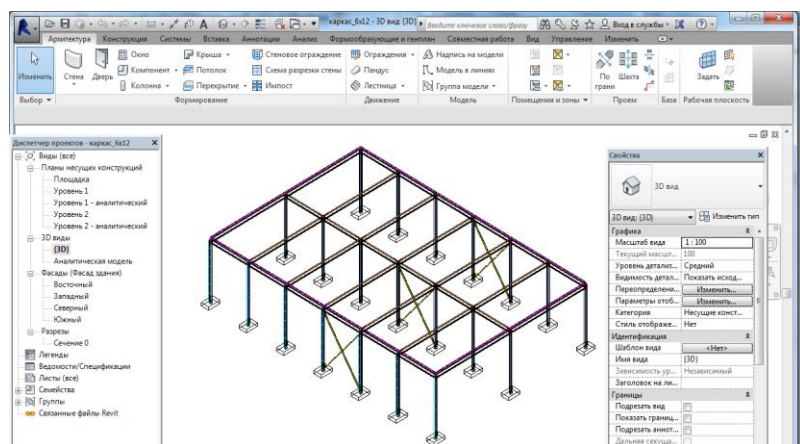 каркас_6x12 - 3D вид: {3D}
Введите ключевое слово/фразу
Вход в службы
Архитектура Конструкция Системы Вставка Аннотации Анализ Формообразующие и генплан Совместная работа Вид Управление Изменить
Изменить
Стена
Дверь
Окно
Компонент
Колонна
Крыша
Потолок
Перекрытие
Стеновое ограждение
Схема разрезки стены
Импост
Ограждения
Пандус
Лестница
Надпись на модели
Модель в линиях
Группа модели
По грани
Шахта
Задать
Выбор
Формирование
Движение
Модель
Помещения и зоны
Проем
База
Рабочая плоскость
Диспетчер проектов - каркас_6x12
Виды (все)
Планы несущих конструкций
Площадка
Уровень 1
Уровень 1 - аналитический
Уровень 2
Уровень 2 - аналитический
3D виды
{3D}
Аналитическая модель
Фасады (Фасад здания)
Восточный
Западный
Северный
Южный
Разрезы
Сечение 0
Легенды
Ведомости/Спецификации
Листы (все)
Семейства
Группы
Связанные файлы Revit
Свойства
3D вид
3D вид: {3D}
Изменить тип
Графика
Масштаб вида 1 : 100
Текущий масшт... 100
Уровень детализ... Средний
Видимость детал... Показать исход...
Переопределени... Изменить...
Параметры отоб... Изменить...
Категория Несущие конст...
Стиль отображе... Нет
Идентификация
Шаблон вида <Нет>
Имя вида {3D}
Зависимость ур... Независимый
Заголовок на ли...
Границы
Подрезать вид
Показать границ...
Подрезать аннот...
Дальняя секуща...